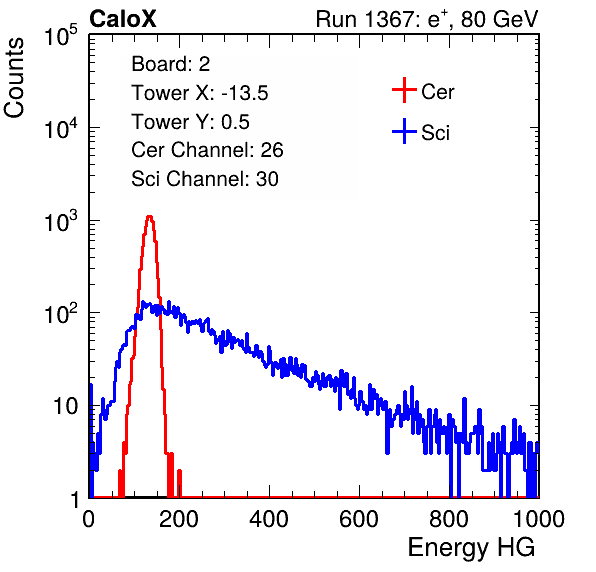 CaloX Run 1367: e⁺, 80 GeV
Counts
Board: 2
Tower X: -13.5
Tower Y: 0.5
Cer Channel: 26
Sci Channel: 30
Cer
Sci
10⁵
10⁴
10³
10²
10
1
0 200 400 600 800 1000
Energy HG